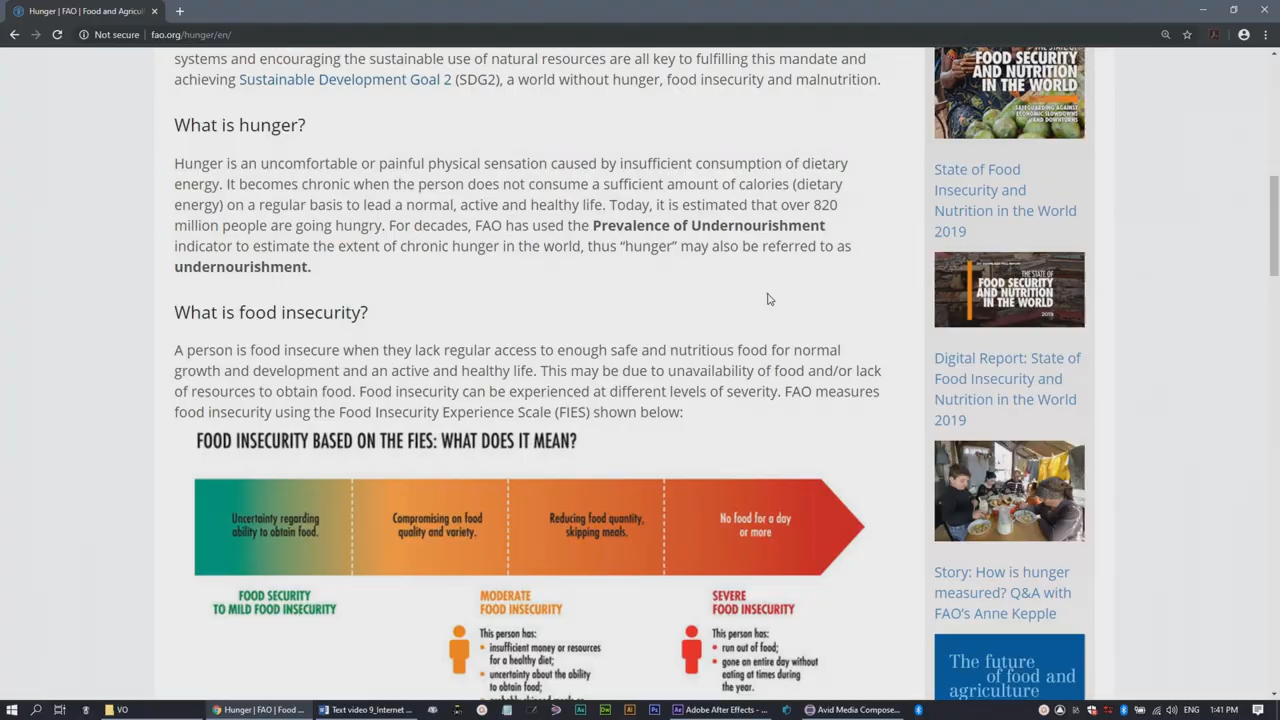 Hunger | FAO | Food and Agricul
Not secure | fao.org/hunger/en/
systems and encouraging the sustainable use of natural resources are all key to fulfilling this mandate and
achieving Sustainable Development Goal 2 (SDG2), a world without hunger, food insecurity and malnutrition.
What is hunger?
Hunger is an uncomfortable or painful physical sensation caused by insufficient consumption of dietary
energy. It becomes chronic when the person does not consume a sufficient amount of calories (dietary
energy) on a regular basis to lead a normal, active and healthy life. Today, it is estimated that over 820
million people are going hungry. For decades, FAO has used the Prevalence of Undernourishment
indicator to estimate the extent of chronic hunger in the world, thus “hunger” may also be referred to as
undernourishment.
What is food insecurity?
A person is food insecure when they lack regular access to enough safe and nutritious food for normal
growth and development and an active and healthy life. This may be due to unavailability of food and/or lack
of resources to obtain food. Food insecurity can be experienced at different levels of severity. FAO measures
food insecurity using the Food Insecurity Experience Scale (FIES) shown below:
FOOD INSECURITY BASED ON THE FIES: WHAT DOES IT MEAN?
Uncertainty regarding
ability to obtain food.
Compromising on food
quality and variety.
Reducing food quantity,
skipping meals.
No food for a day
or more
FOOD SECURITY
TO MILD FOOD INSECURITY
MODERATE
FOOD INSECURITY
This person has:
insufficient money or resources
for a healthy diet;
uncertainty about the ability
to obtain food;
SEVERE
FOOD INSECURITY
This person has:
run out of food;
gone an entire day without
eating at times during
the year.
FOOD SECURITY
AND NUTRITION
IN THE WORLD
SAFEGUARDING AGAINST
ECONOMIC SLOWDOWNS
AND DOWNTURNS
State of Food
Insecurity and
Nutrition in the World
2019
THE STATE OF
FOOD SECURITY
AND NUTRITION
IN THE WORLD
2019
Digital Report: State of
Food Insecurity and
Nutrition in the World
2019
Story: How is hunger
measured? Q&A with
FAO's Anne Kepple
The future
of food and
agriculture
VO
Hunger | FAO | Food ...
Text video 9_Internet ...
Ae
Dw
Ai
Ps
Ae
Adobe After Effects - ...
Avid Media Compose...
1:41 PM